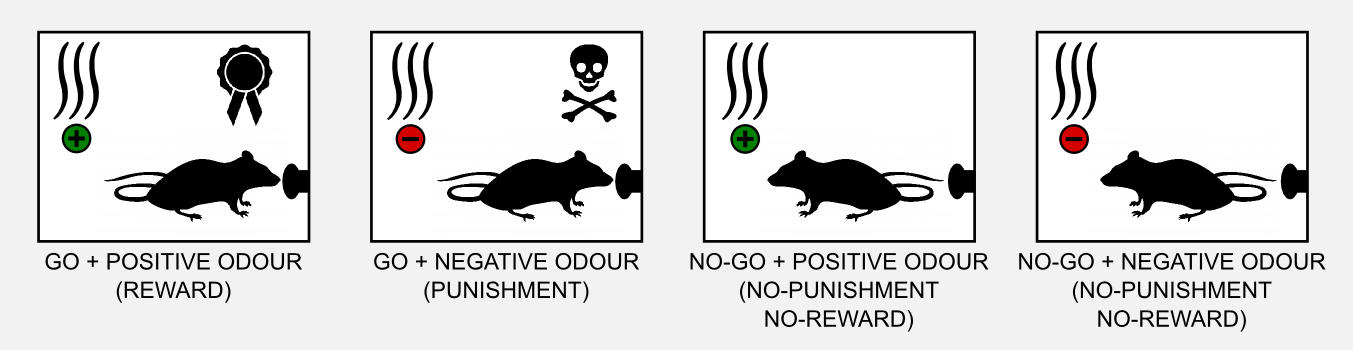 GO + POSITIVE ODOUR
(REWARD)
GO + NEGATIVE ODOUR
(PUNISHMENT)
NO-GO + POSITIVE ODOUR
(NO-PUNISHMENT
NO-REWARD)
NO-GO + NEGATIVE ODOUR
(NO-PUNISHMENT
NO-REWARD)